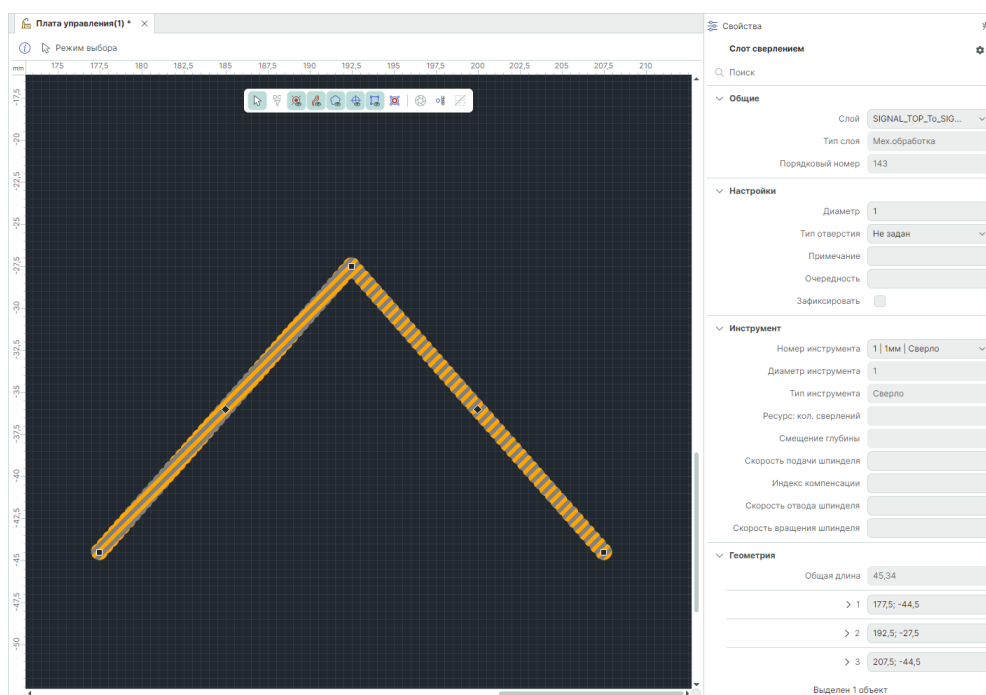 Плата управления(1) *
Режим выбора
mm 175 177,5 180 182,5 185 187,5 190 192,5 195 197,5 200 202,5 205 207,5 210
-17,5
-20
-22,5
-25
-27,5
-30
-32,5
-35
-37,5
-40
-42,5
-45
-47,5
-50
Свойства
Слот сверлением
Поиск
Общие
Слой SIGNAL_TOP_To_SIG...
Тип слоя Мех.обработка
Порядковый номер 143
Настройки
Диаметр 1
Тип отверстия Не задан
Примечание
Очередность
Зафиксировать
Инструмент
Номер инструмента 1 | 1мм | Сверло
Диаметр инструмента 1
Тип инструмента Сверло
Ресурс: кол. сверлений
Смещение глубины
Скорость подачи шпинделя
Индекс компенсации
Скорость отвода шпинделя
Скорость вращения шпинделя
Геометрия
Общая длина 45,34
1 177,5; -44,5
2 192,5; -27,5
3 207,5; -44,5
Выделен 1 объект